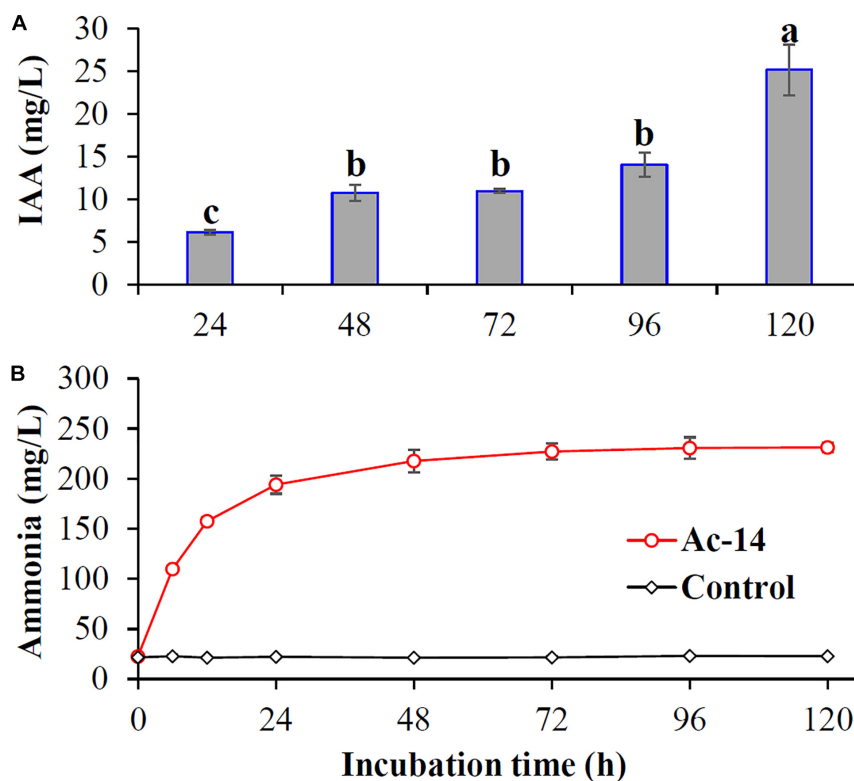 A
IAA (mg/L)
30
25
20
15
10
5
0
c
b
b
b
a
24 48 72 96 120
B
Ammonia (mg/L)
300
250
200
150
100
50
0
Ac-14
Control
0 24 48 72 96 120
Incubation time (h)